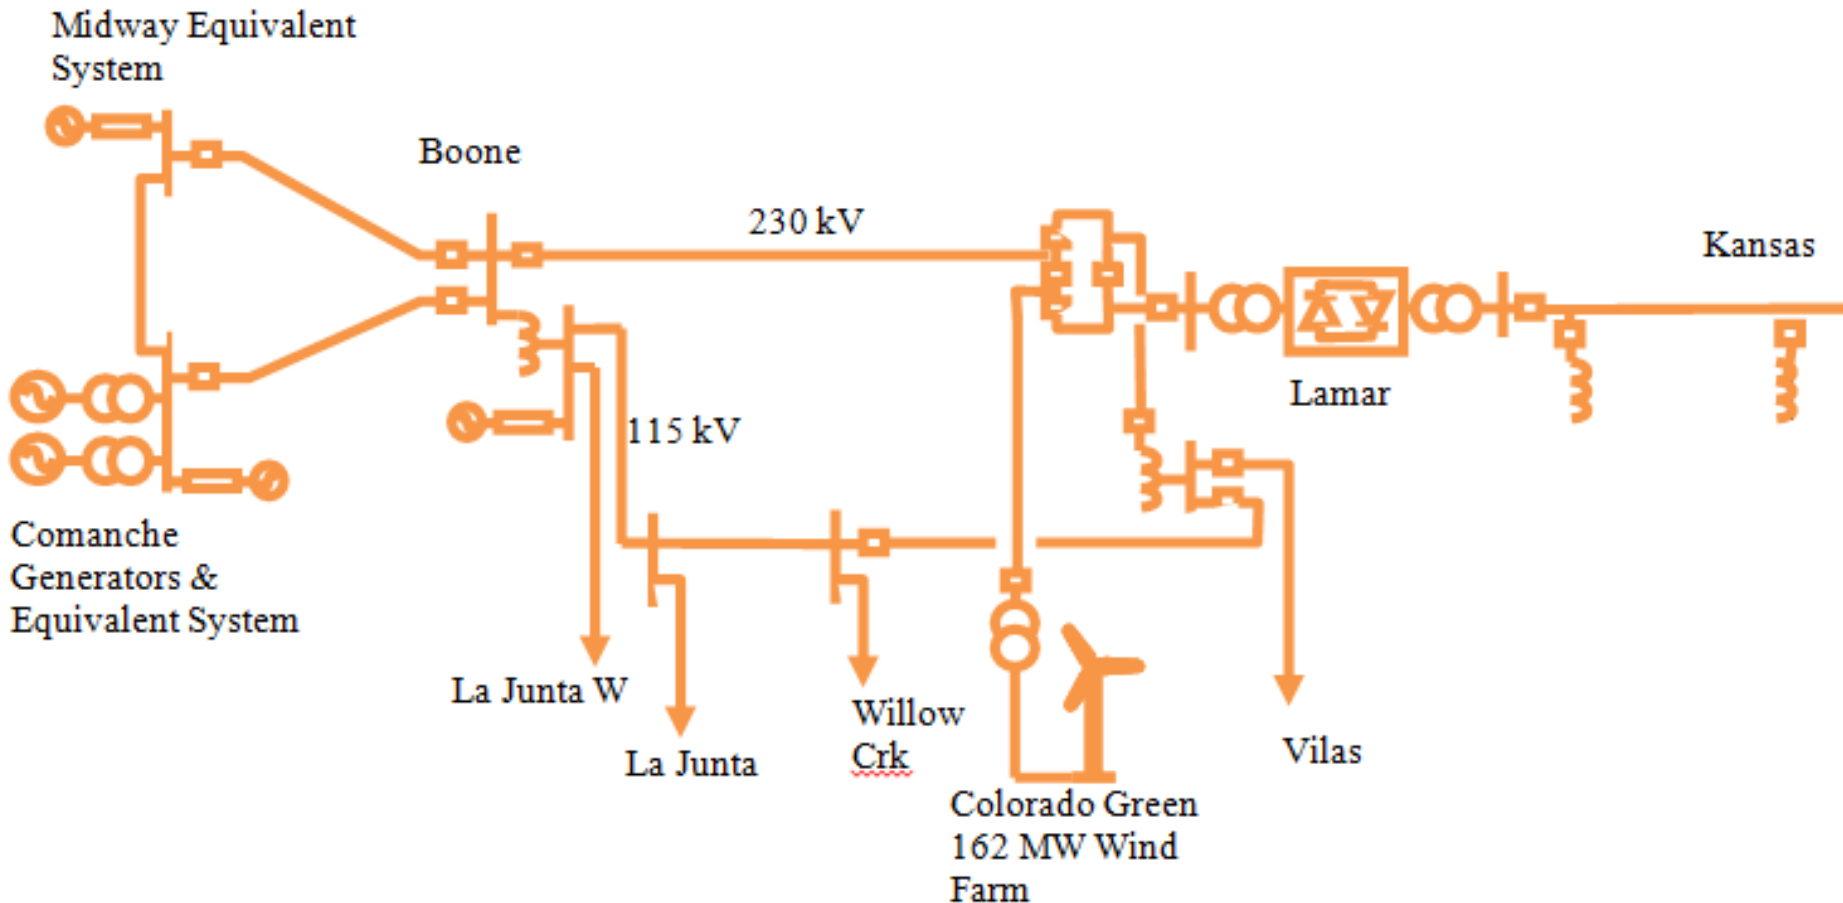 Midway Equivalent
System
Boone
230 kV
Kansas
Lamar
115 kV
Comanche
Generators &
Equivalent System
La Junta W
La Junta
Willow
Crk
Vilas
Colorado Green
162 MW Wind
Farm